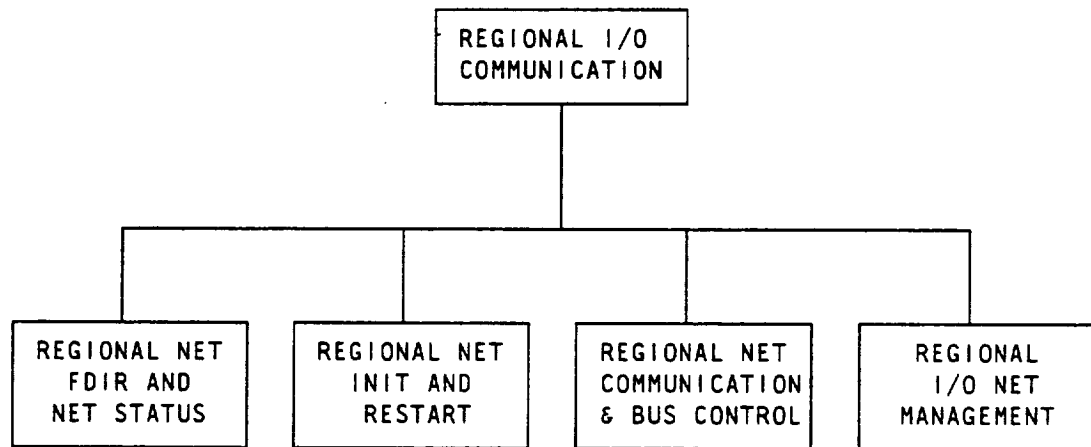 REGIONAL I/O
COMMUNICATION
REGIONAL NET
FDIR AND
NET STATUS
REGIONAL NET
INIT AND
RESTART
REGIONAL NET
COMMUNICATION
& BUS CONTROL
REGIONAL
I/O NET
MANAGEMENT